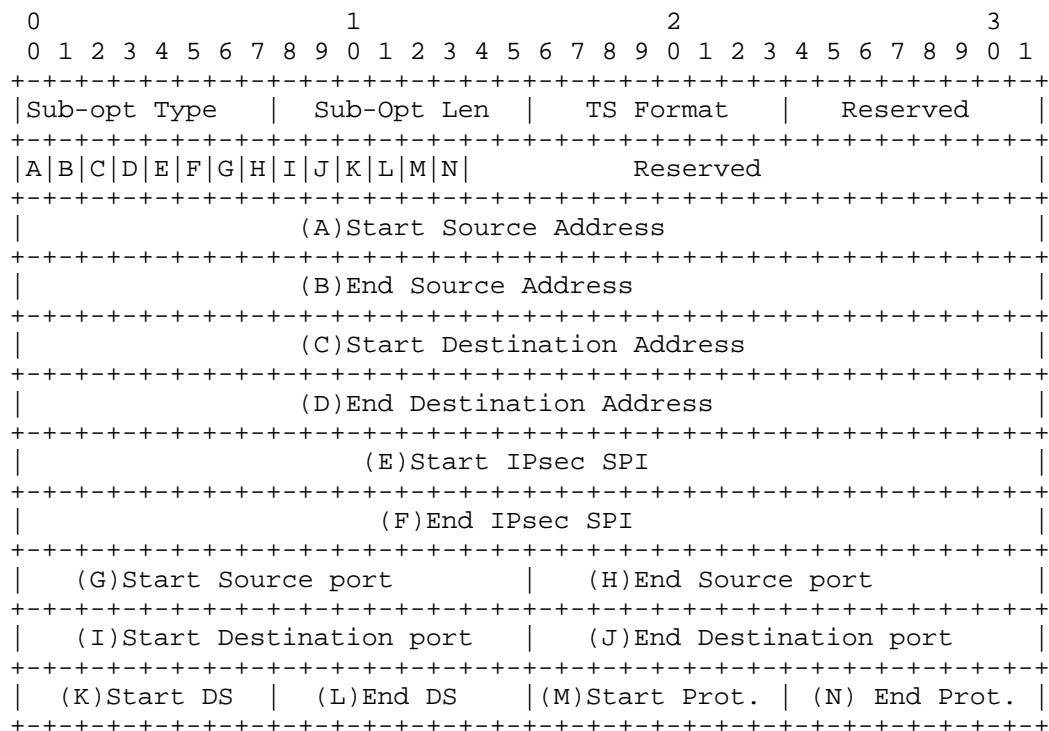 0                   1                   2                   3
 0 1 2 3 4 5 6 7 8 9 0 1 2 3 4 5 6 7 8 9 0 1 2 3 4 5 6 7 8 9 0 1
+-+-+-+-+-+-+-+-+-+-+-+-+-+-+-+-+-+-+-+-+-+-+-+-+-+-+-+-+-+-+-+-+
|Sub-opt Type   |  Sub-Opt Len  |   TS Format   |   Reserved    |
+-+-+-+-+-+-+-+-+-+-+-+-+-+-+-+-+-+-+-+-+-+-+-+-+-+-+-+-+-+-+-+-+
|A|B|C|D|E|F|G|H|I|J|K|L|M|N|          Reserved                 |
+-+-+-+-+-+-+-+-+-+-+-+-+-+-+-+-+-+-+-+-+-+-+-+-+-+-+-+-+-+-+-+-+
|                 (A)Start Source Address                       |
+-+-+-+-+-+-+-+-+-+-+-+-+-+-+-+-+-+-+-+-+-+-+-+-+-+-+-+-+-+-+-+-+
|                 (B)End Source Address                         |
+-+-+-+-+-+-+-+-+-+-+-+-+-+-+-+-+-+-+-+-+-+-+-+-+-+-+-+-+-+-+-+-+
|                 (C)Start Destination Address                  |
+-+-+-+-+-+-+-+-+-+-+-+-+-+-+-+-+-+-+-+-+-+-+-+-+-+-+-+-+-+-+-+-+
|                 (D)End Destination Address                    |
+-+-+-+-+-+-+-+-+-+-+-+-+-+-+-+-+-+-+-+-+-+-+-+-+-+-+-+-+-+-+-+-+
|                     (E)Start IPsec SPI                        |
+-+-+-+-+-+-+-+-+-+-+-+-+-+-+-+-+-+-+-+-+-+-+-+-+-+-+-+-+-+-+-+-+
|                      (F)End IPsec SPI                         |
+-+-+-+-+-+-+-+-+-+-+-+-+-+-+-+-+-+-+-+-+-+-+-+-+-+-+-+-+-+-+-+-+
|   (G)Start Source port        |   (H)End Source port          |
+-+-+-+-+-+-+-+-+-+-+-+-+-+-+-+-+-+-+-+-+-+-+-+-+-+-+-+-+-+-+-+-+
|   (I)Start Destination port   |   (J)End Destination port     |
+-+-+-+-+-+-+-+-+-+-+-+-+-+-+-+-+-+-+-+-+-+-+-+-+-+-+-+-+-+-+-+-+
|  (K)Start DS  |  (L)End DS    |(M)Start Prot. | (N) End Prot. |
+-+-+-+-+-+-+-+-+-+-+-+-+-+-+-+-+-+-+-+-+-+-+-+-+-+-+-+-+-+-+-+-+